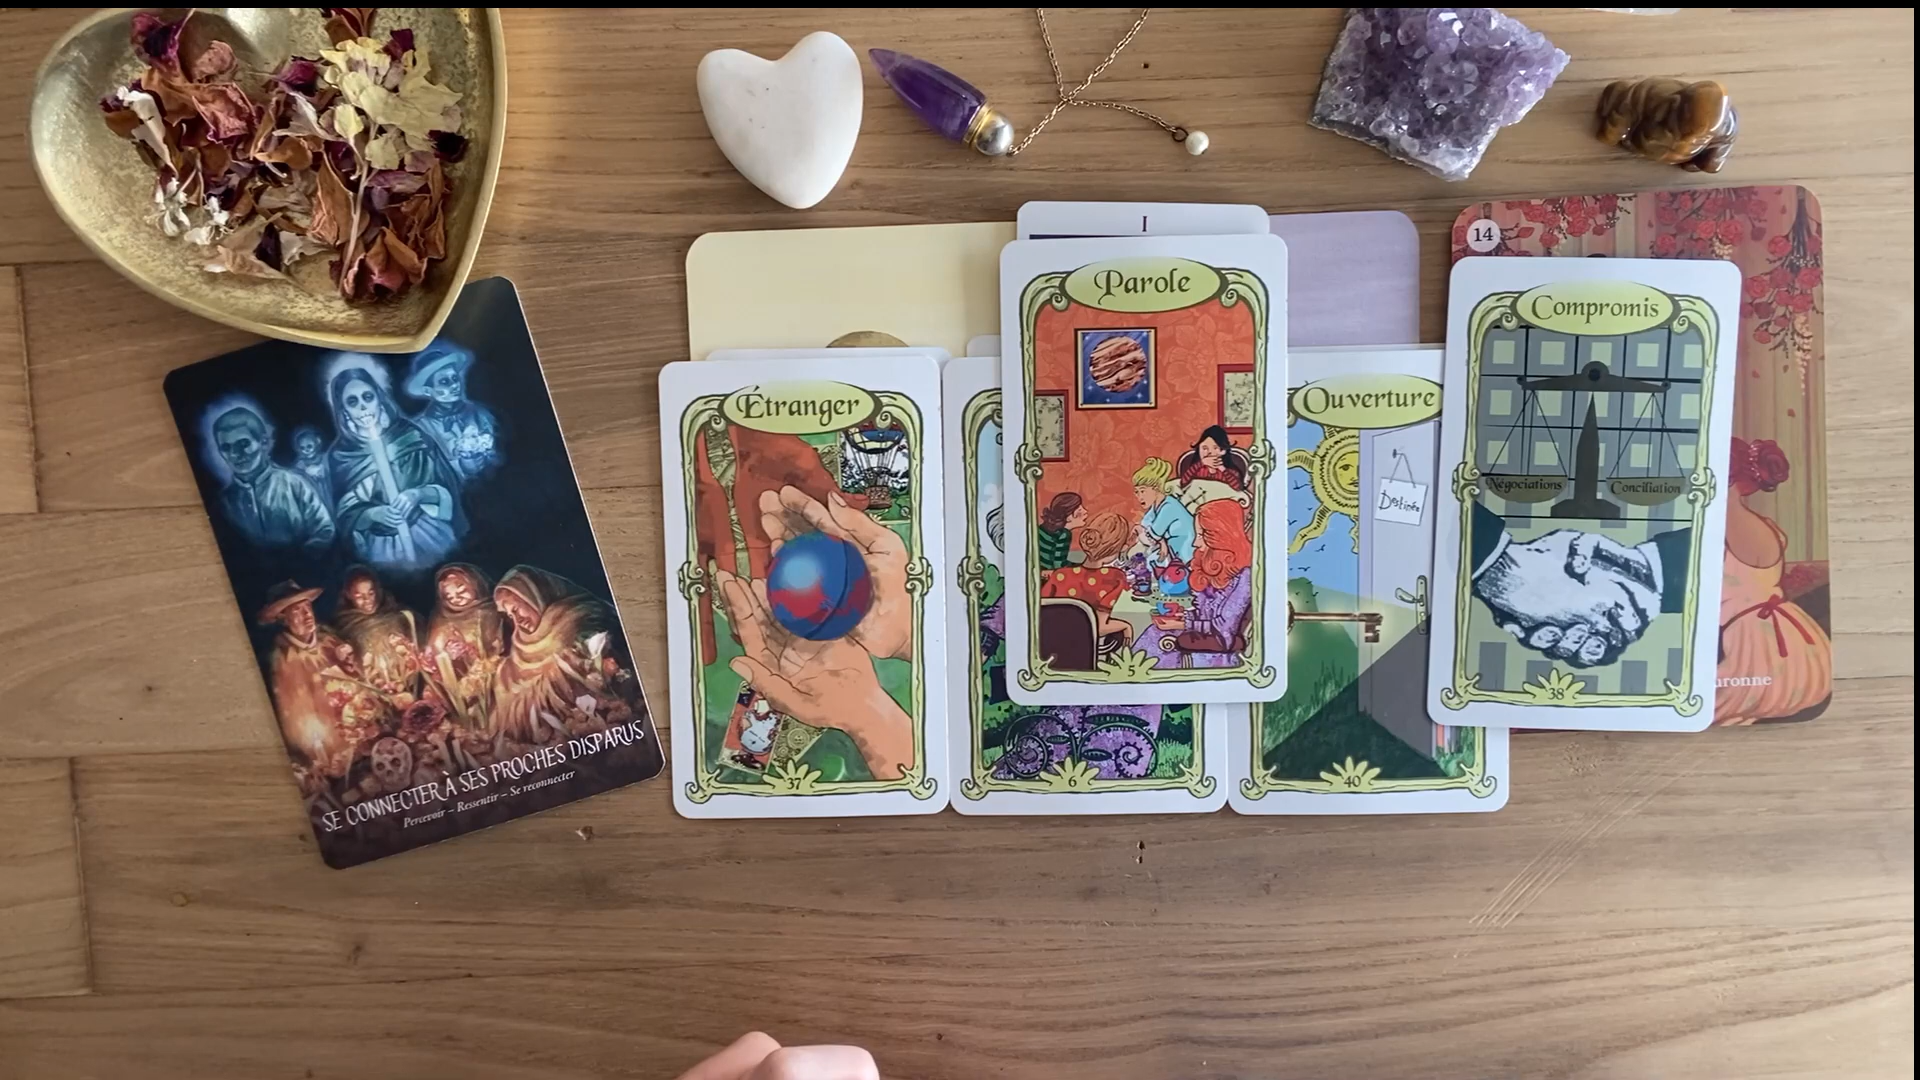 SE CONNECTER À SES PROCHES DISPARUS
Percevoir – Ressentir – Se reconnecter
Étranger
37
6
I
Parole
5
Ouverture
Destinée
40
14
Compromis
Négociations
Conciliation
38